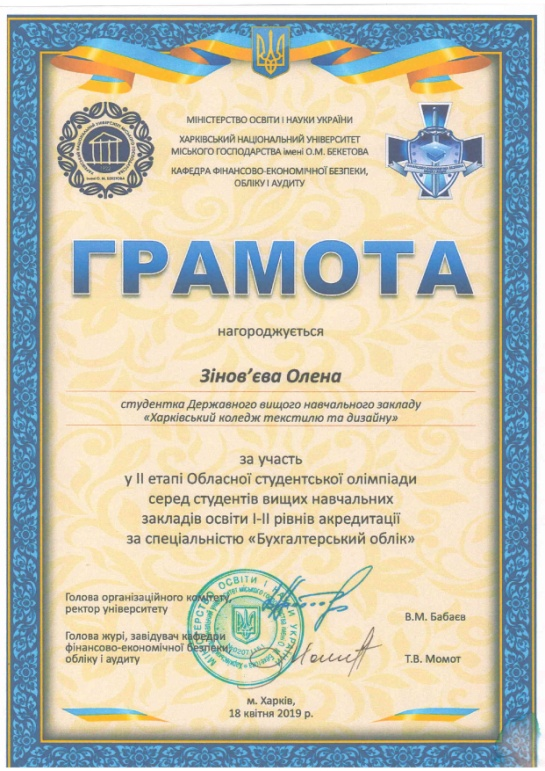 МІНІСТЕРСТВО ОСВІТИ І НАУКИ УКРАЇНИ
ХАРКІВСЬКИЙ НАЦІОНАЛЬНИЙ УНІВЕРСИТЕТ
МІСЬКОГО ГОСПОДАРСТВА імені О.М. БЕКЕТОВА
КАФЕДРА ФІНАНСОВО-ЕКОНОМІЧНОЇ БЕЗПЕКИ,
ОБЛІКУ І АУДИТУ
ГРАМОТА
нагороджується
Зінов’єва Олена
студентка Державного вищого навчального закладу
«Харківський коледж текстилю та дизайну»
за участь
у ІІ етапі Обласної студентської олімпіади
серед студентів вищих навчальних
закладів освіти І-ІІ рівнів акредитації
за спеціальністю «Бухгалтерський облік»
Голова організаційного комітету,
ректор університету
В.М. Бабаєв
Голова журі, завідувач кафедри
фінансово-економічної безпеки,
обліку і аудиту
Т.В. Момот
м. Харків,
18 квітня 2019 р.